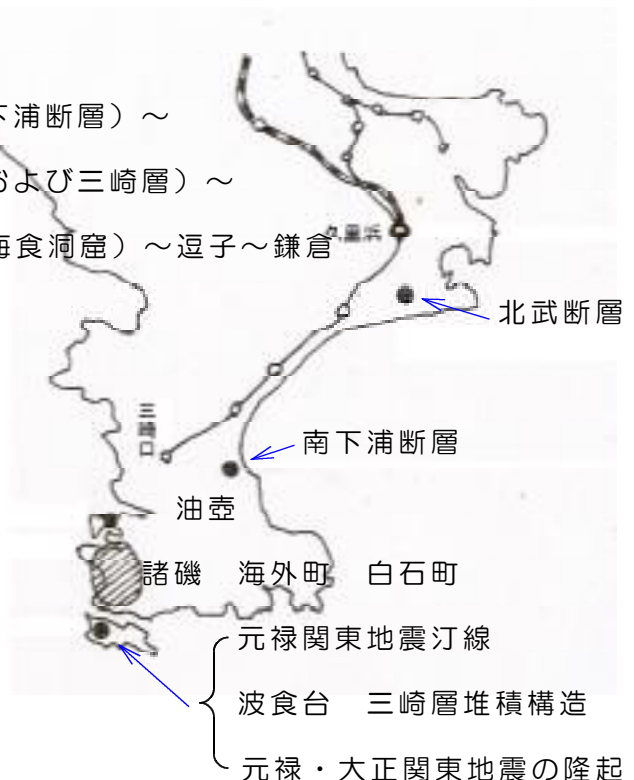 下浦断層）～
および三崎層）～
海食洞窟）～逗子～鎌倉
久里浜
北武断層
三崎口
南下浦断層
油壺
諸磯　海外町　白石町
元禄関東地震汀線
波食台　三崎層堆積構造
元禄・大正関東地震の隆起